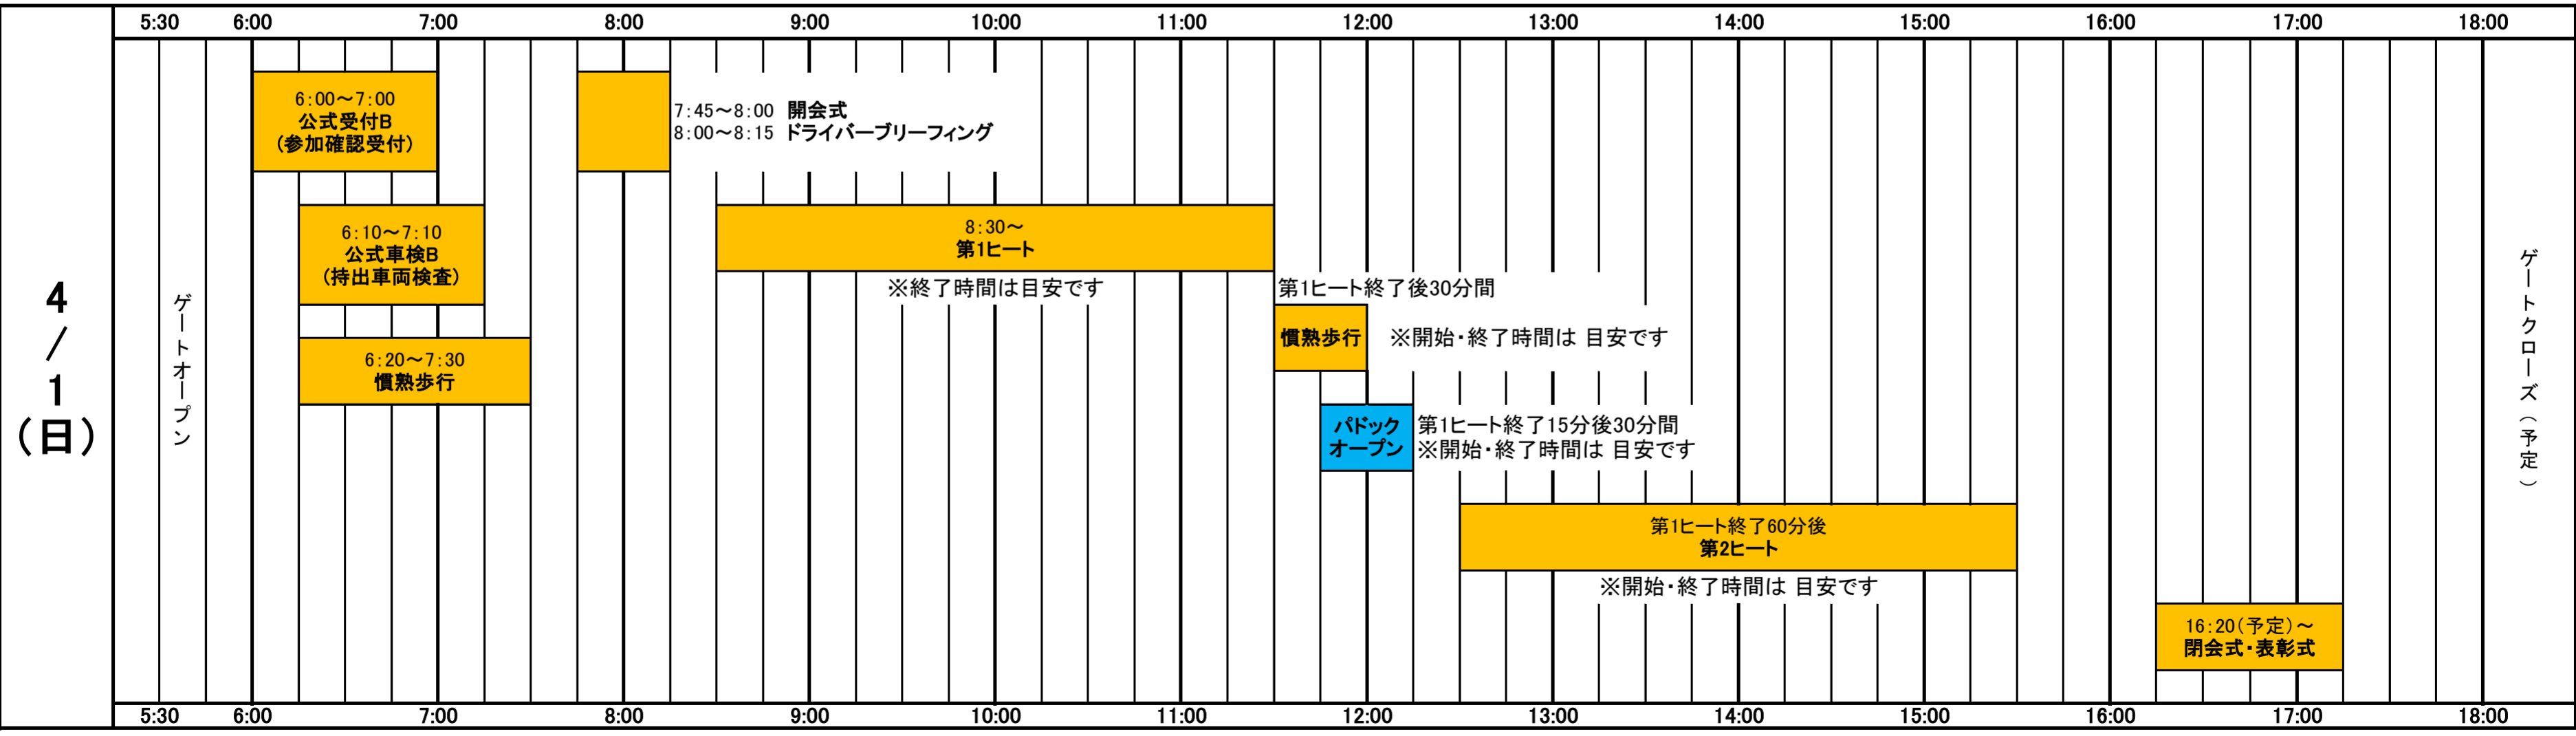 5:30 6:00 7:00 8:00 9:00 10:00 11:00 12:00 13:00 14:00 15:00 16:00 17:00 18:00
4/1(日)
ゲートオープン
6:00～7:00
公式受付B
(参加確認受付)
7:45～8:00 開会式
8:00～8:15 ドライバーブリーフィング
6:10～7:10
公式車検B
(持出車両検査)
8:30～
第1ヒート
※終了時間は目安です
6:20～7:30
慣熟歩行
第1ヒート終了後30分間
慣熟歩行 ※開始・終了時間は 目安です
パドック
オープン
第1ヒート終了15分後30分間
※開始・終了時間は 目安です
第1ヒート終了60分後
第2ヒート
※開始・終了時間は 目安です
16:20(予定)～
閉会式・表彰式
ゲートクローズ(予定)
5:30 6:00 7:00 8:00 9:00 10:00 11:00 12:00 13:00 14:00 15:00 16:00 17:00 18:00